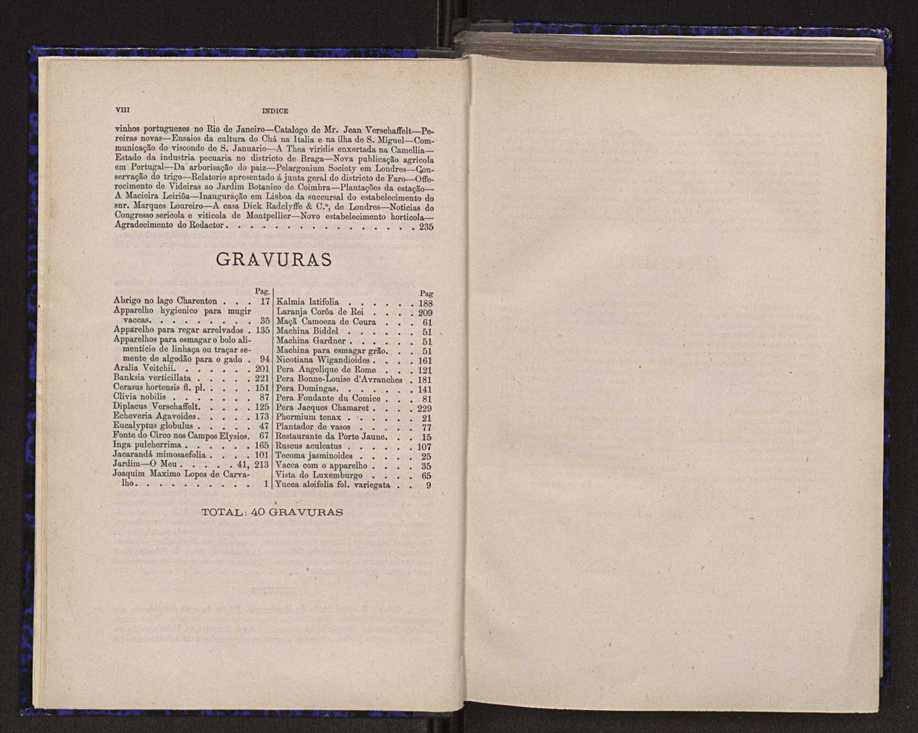 VIII INDICE
vinhos portuguezes no Rio de Janeiro—Catalogo de Mr. Jean Verschaffelt—Pe-
reiras novas—Ensaios da cultura do Chá na Italia e na ilha de S. Miguel—Com-
municação do visconde de S. Januario—A Thea viridis enxertada na Camellia—
Estado da industria pecuaria no districto de Braga—Nova publicação agricola
em Portugal—Da arborisação do paiz—Pelargonium Society em Londres—Con-
servação do trigo—Relatorio apresentado á junta geral do districto de Faro—Offe-
recimento de Videiras ao Jardim Botanico de Coimbra—Plantações da estação—
A Macieira Leiriôa—Inauguração em Lisboa da succursal do estabelecimento do
snr. Marques Loureiro—A casa Dick Radclyffe & C.ª, de Londres—Noticias do
Congresso sericola e viticola de Montpellier—Novo estabelecimento horticola—
Agradecimento do Redactor . . . . . . . . . . . . . . . . 235
GRAVURAS
Pag.
Abrigo no lago Charenton . . . 17
Apparelho hygienico para mugir
vaccas. . . . . . . . . 35
Apparelho para regar arrelvados . 135
Apparelhos para esmagar o bolo ali-
menticio de linhaça ou traçar se-
mente de algodão para o gado . 94
Aralia Veitchii. . . . . . . 201
Banksia verticillata . . . . . 221
Cerasus hortensis fl. pl. . . . . 151
Clivia nobilis . . . . . . . 87
Diplacus Verschaffelt. . . . . 125
Echeveria Agavoides. . . . . 173
Eucalyptus globulus . . . . . 47
Fonte do Circo nos Campos Elysios. 67
Inga pulcherrima . . . . . . 165
Jacarandá mimosaefolia . . . . 101
Jardim—O Meu . . . . . 41, 213
Joaquim Maximo Lopes de Carva-
lho. . . . . . . . . . 1
Pag
Kalmia latifolia . . . . . . 188
Laranja Corôa de Rei . . . . 209
Maçã Camoeza de Coura . . . 61
Machina Biddel . . . . . . 51
Machina Gardner . . . . . . 51
Machina para esmagar grão. . . 51
Nicotiana Wigandioides . . . . 161
Pera Angelique de Rome . . . 121
Pera Bonne-Louise d'Avranches . 181
Pera Domingas. . . . . . . 141
Pera Fondante du Comice . . . 81
Pera Jacques Chamaret . . . . 229
Phormium tenax . . . . . . 21
Plantador de vasos . . . . . 77
Restaurante da Porte Jaune. . . 15
Ruscus aculeatus . . . . . . 107
Tecoma jasminoides . . . . . 25
Vacca com o apparelho . . . . 35
Vista do Luxemburgo . . . . 65
Yucca aloifolia fol. variegata . . 9
TOTAL: 40 GRAVURAS